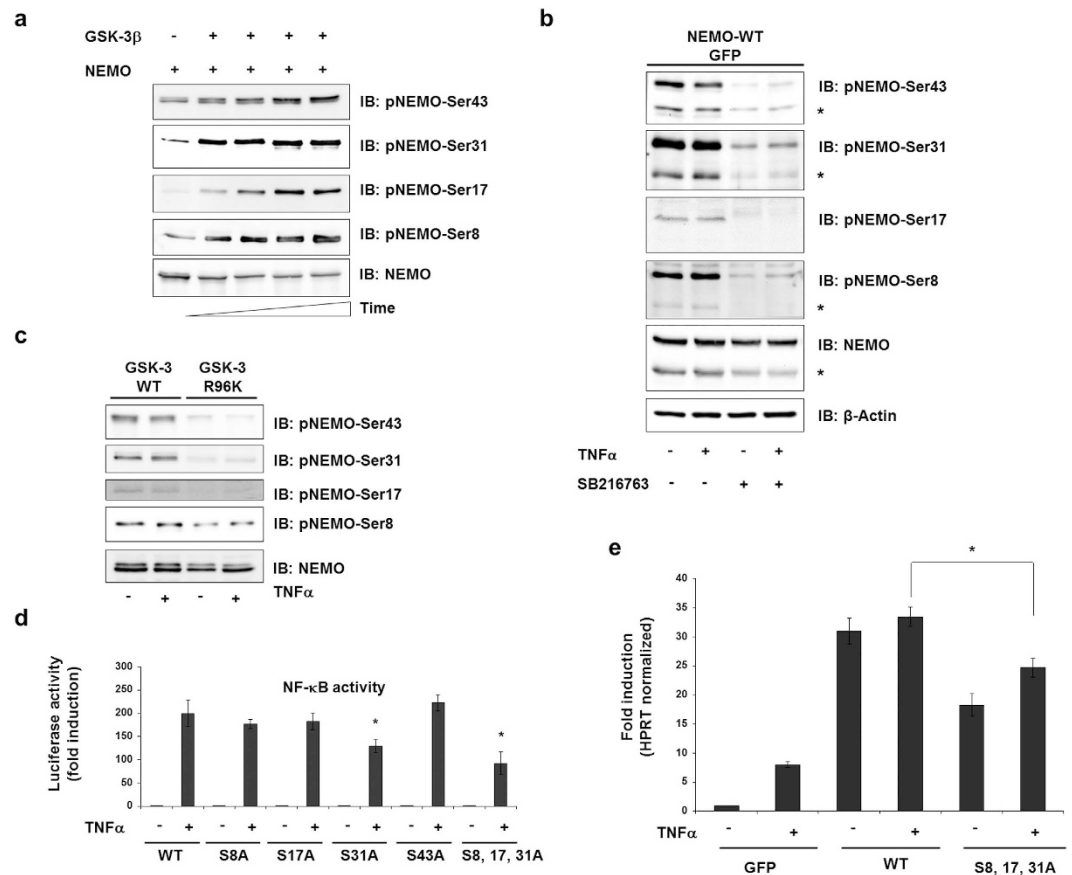 a
GSK-3β - + + + +
NEMO + + + + +
IB: pNEMO-Ser43
IB: pNEMO-Ser31
IB: pNEMO-Ser17
IB: pNEMO-Ser8
IB: NEMO
Time
b
NEMO-WT
GFP
IB: pNEMO-Ser43
*
IB: pNEMO-Ser31
*
IB: pNEMO-Ser17
IB: pNEMO-Ser8
*
IB: NEMO
*
IB: β-Actin
TNFα - + - +
SB216763 - - + +
c
GSK-3 GSK-3
WT R96K
IB: pNEMO-Ser43
IB: pNEMO-Ser31
IB: pNEMO-Ser17
IB: pNEMO-Ser8
IB: NEMO
- + - + TNFα
d
Luciferase activity
(fold induction)
NF-κB activity
300
250
200
150
100
50
0
* *
TNFα - + - + - + - + - + - +
WT S8A S17A S31A S43A S8, 17, 31A
e
Fold induction
(HPRT normalized)
40
35
30
25
20
15
10
5
0
*
TNFα - + - + - +
GFP WT S8, 17, 31A